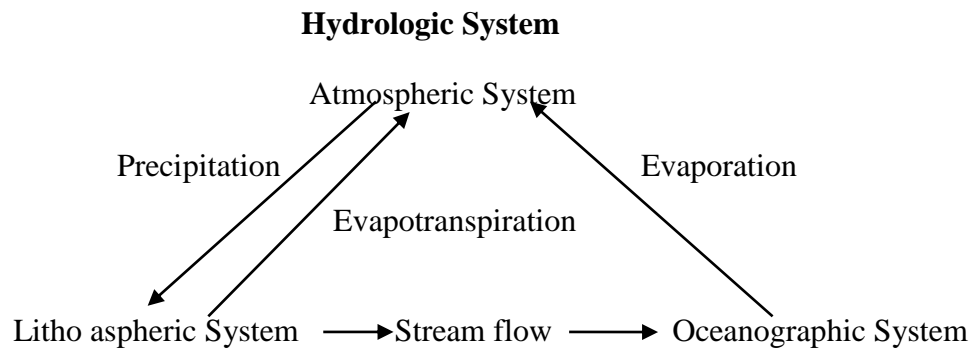 Hydrologic System
Atmospheric System
Precipitation
Evaporation
Evapotranspiration
Litho aspheric System
Stream flow
Oceanographic System